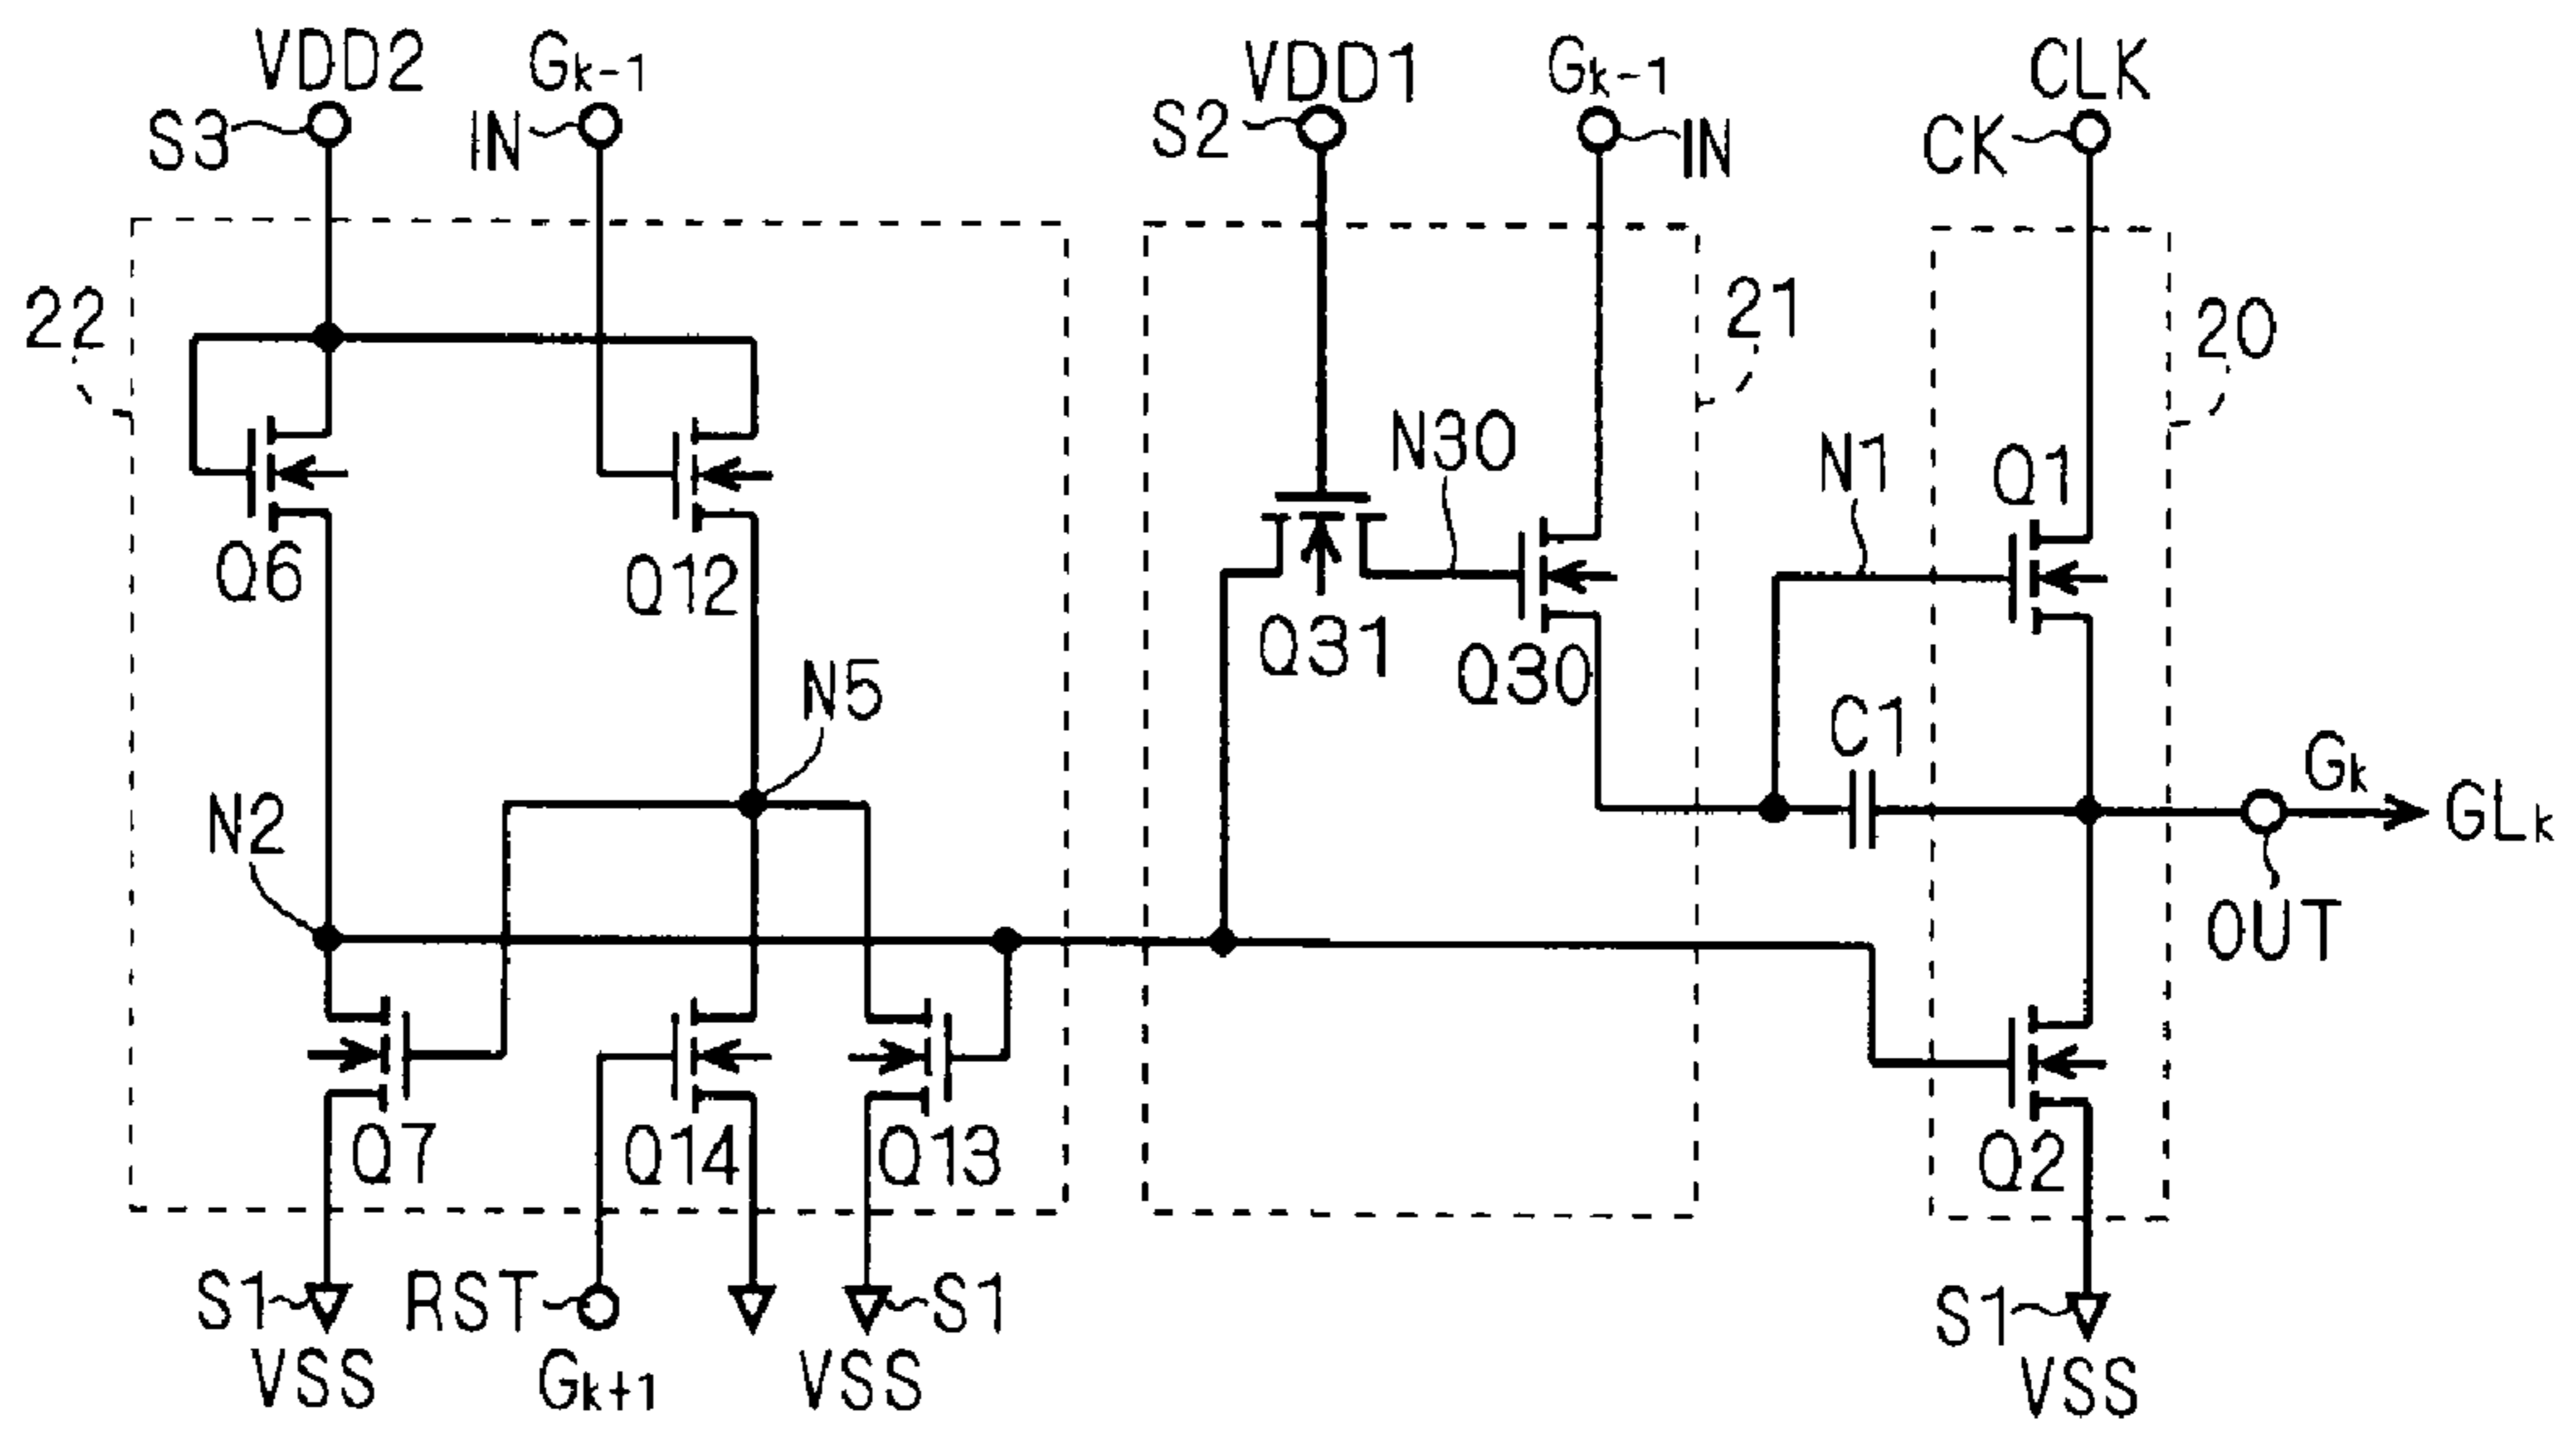 VDD2 Gk-1 VDD1 Gk-1 CLK
S3 IN S2 IN CK
22 21 20
N30 N1 Q1
Q6 Q12 Q31 Q30
N5 C1
N2 Gk GLk
OUT
Q7 Q14 Q13 Q2
S1 RST S1 S1
VSS Gk+1 VSS VSS